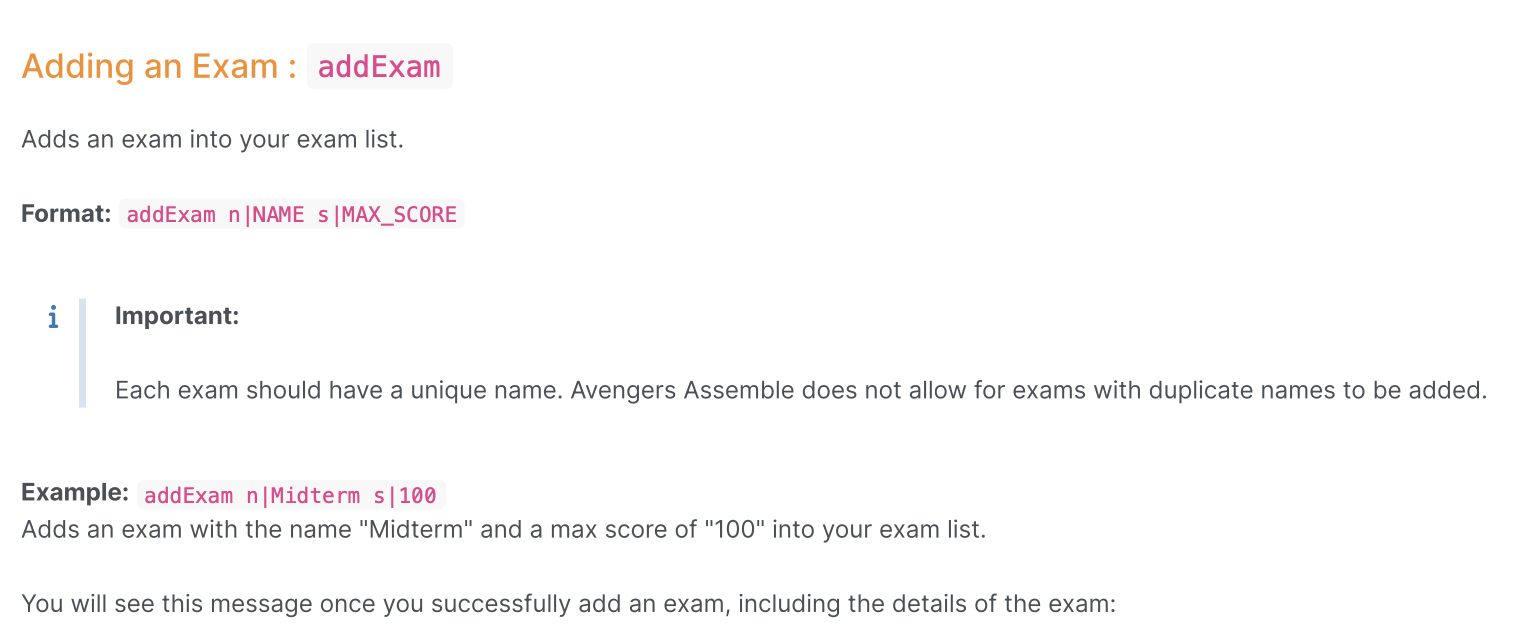 Adding an Exam : addExam
Adds an exam into your exam list.
Format: addExam n|NAME s|MAX_SCORE
i Important:
Each exam should have a unique name. Avengers Assemble does not allow for exams with duplicate names to be added.
Example: addExam n|Midterm s|100
Adds an exam with the name "Midterm" and a max score of "100" into your exam list.
You will see this message once you successfully add an exam, including the details of the exam: